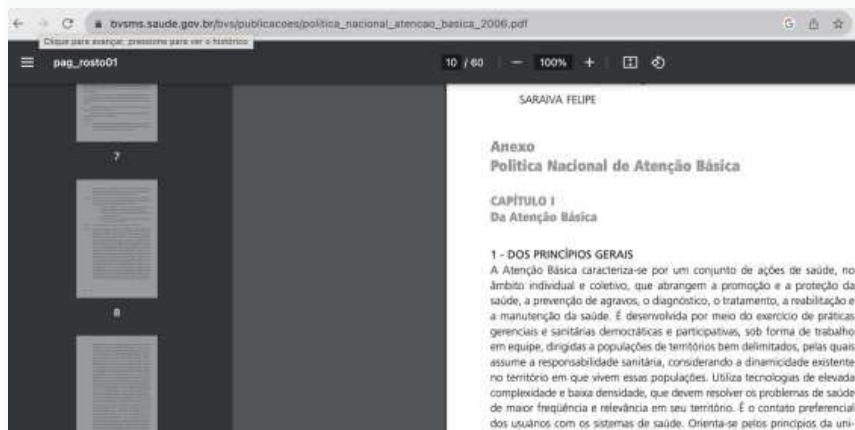 bvsms.saude.gov.br/bvs/publicacoes/politica_nacional_atencao_basica_2006.pdf
Clique para avançar, pressione para ver o histórico
pag_rosto01
10 / 60
100%
7
8
SARAIVA FELIPE
Anexo
Política Nacional de Atenção Básica
CAPÍTULO I
Da Atenção Básica
1 - DOS PRINCÍPIOS GERAIS
A Atenção Básica caracteriza-se por um conjunto de ações de saúde, no
âmbito individual e coletivo, que abrangem a promoção e a proteção da
saúde, a prevenção de agravos, o diagnóstico, o tratamento, a reabilitação e
a manutenção da saúde. É desenvolvida por meio do exercício de práticas
gerenciais e sanitárias democráticas e participativas, sob forma de trabalho
em equipe, dirigidas a populações de territórios bem delimitados, pelas quais
assume a responsabilidade sanitária, considerando a dinamicidade existente
no território em que vivem essas populações. Utiliza tecnologias de elevada
complexidade e baixa densidade, que devem resolver os problemas de saúde
de maior freqüência e relevância em seu território. É o contato preferencial
dos usuários com os sistemas de saúde. Orienta-se pelos princípios da uni-